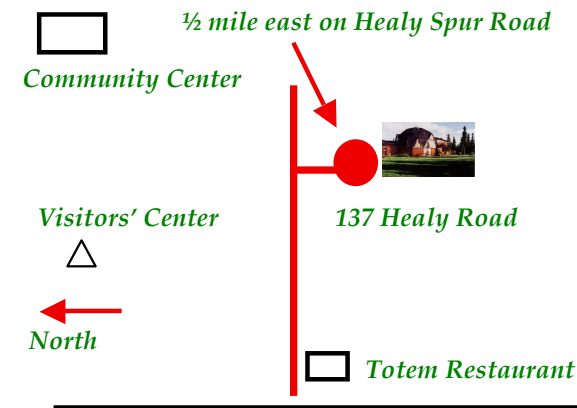 ½ mile east on Healy Spur Road
Community Center
Visitors’ Center
137 Healy Road
North
Totem Restaurant